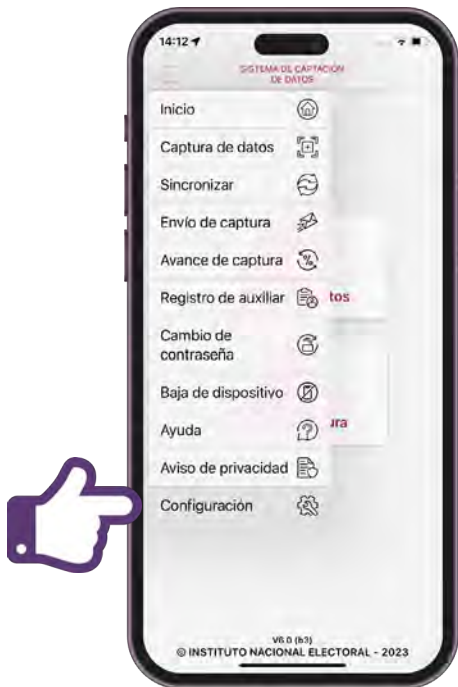 14:12
SISTEMA DE CAPTACIÓN
DE DATOS
Inicio
Captura de datos
Sincronizar
Envío de captura
Avance de captura
Registro de auxiliar
tos
Cambio de
contraseña
Baja de dispositivo
Ayuda
ura
Aviso de privacidad
Configuración
V6.0 (b3)
© INSTITUTO NACIONAL ELECTORAL - 2023